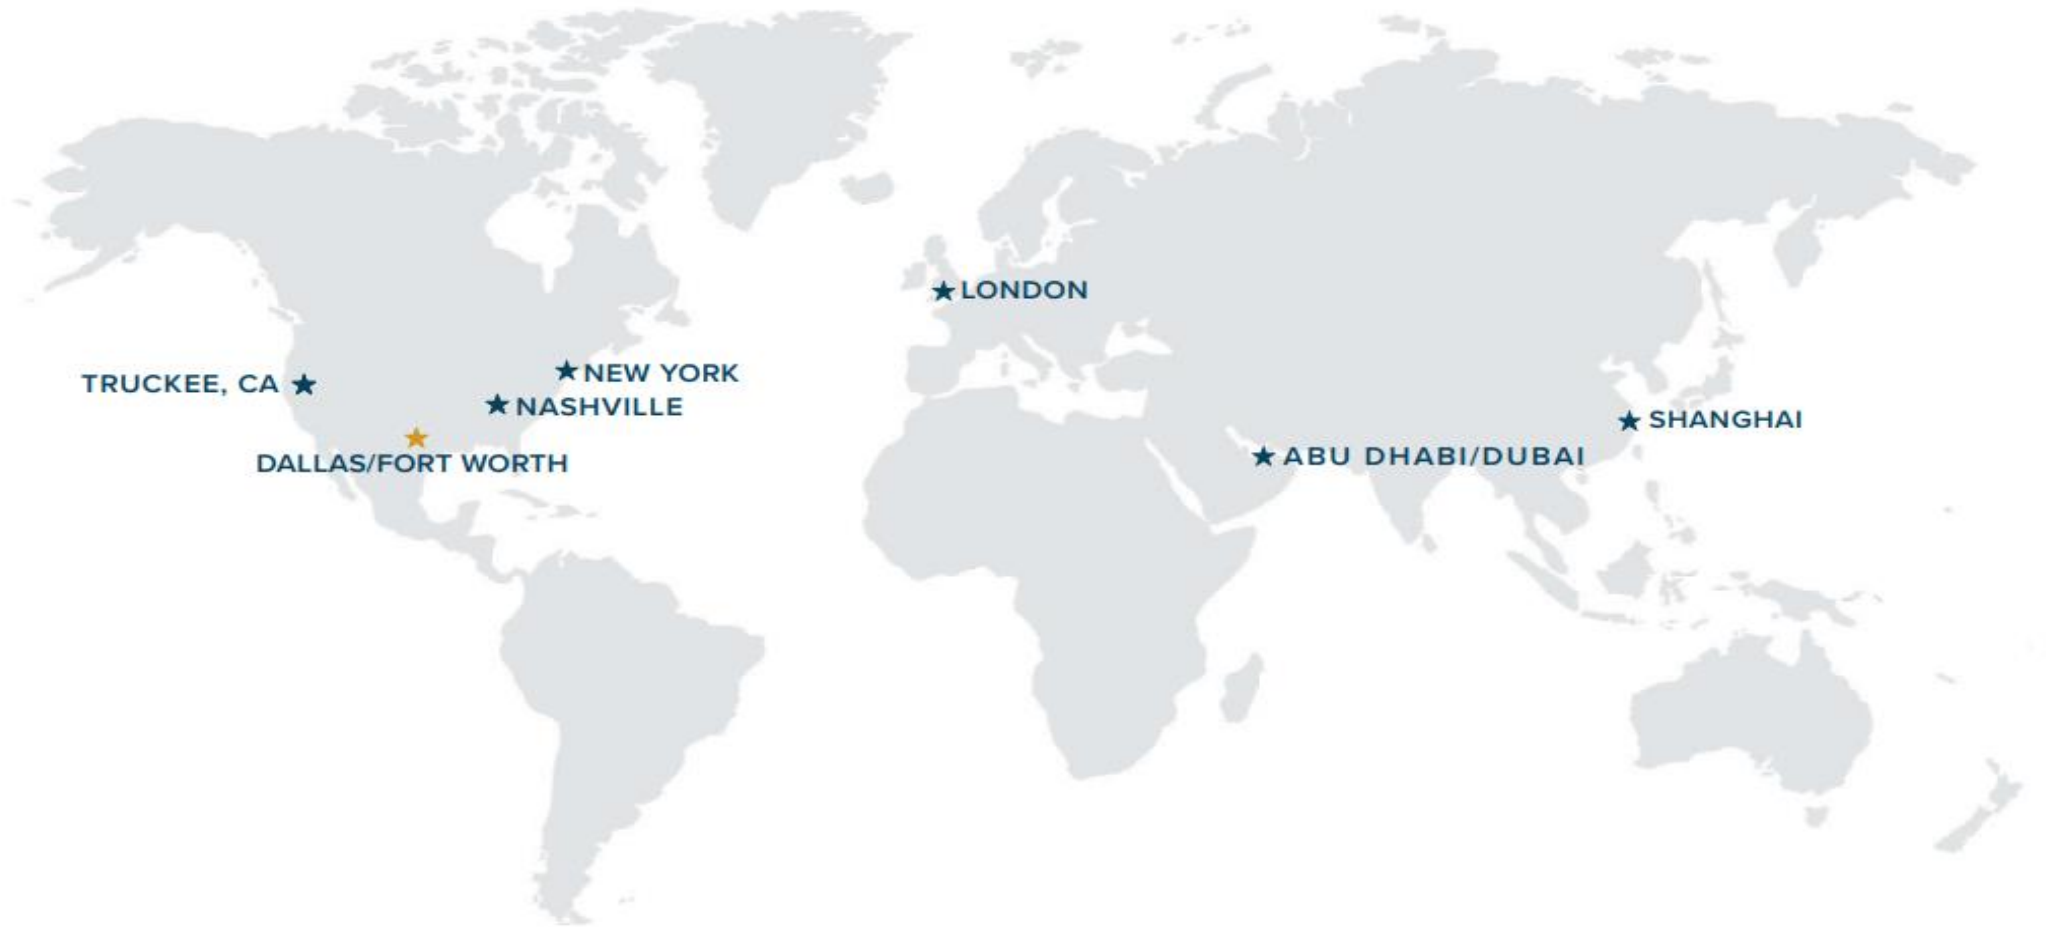 LONDON
NEW YORK
TRUCKEE, CA
NASHVILLE
SHANGHAI
ABU DHABI/DUBAI
DALLAS/FORT WORTH